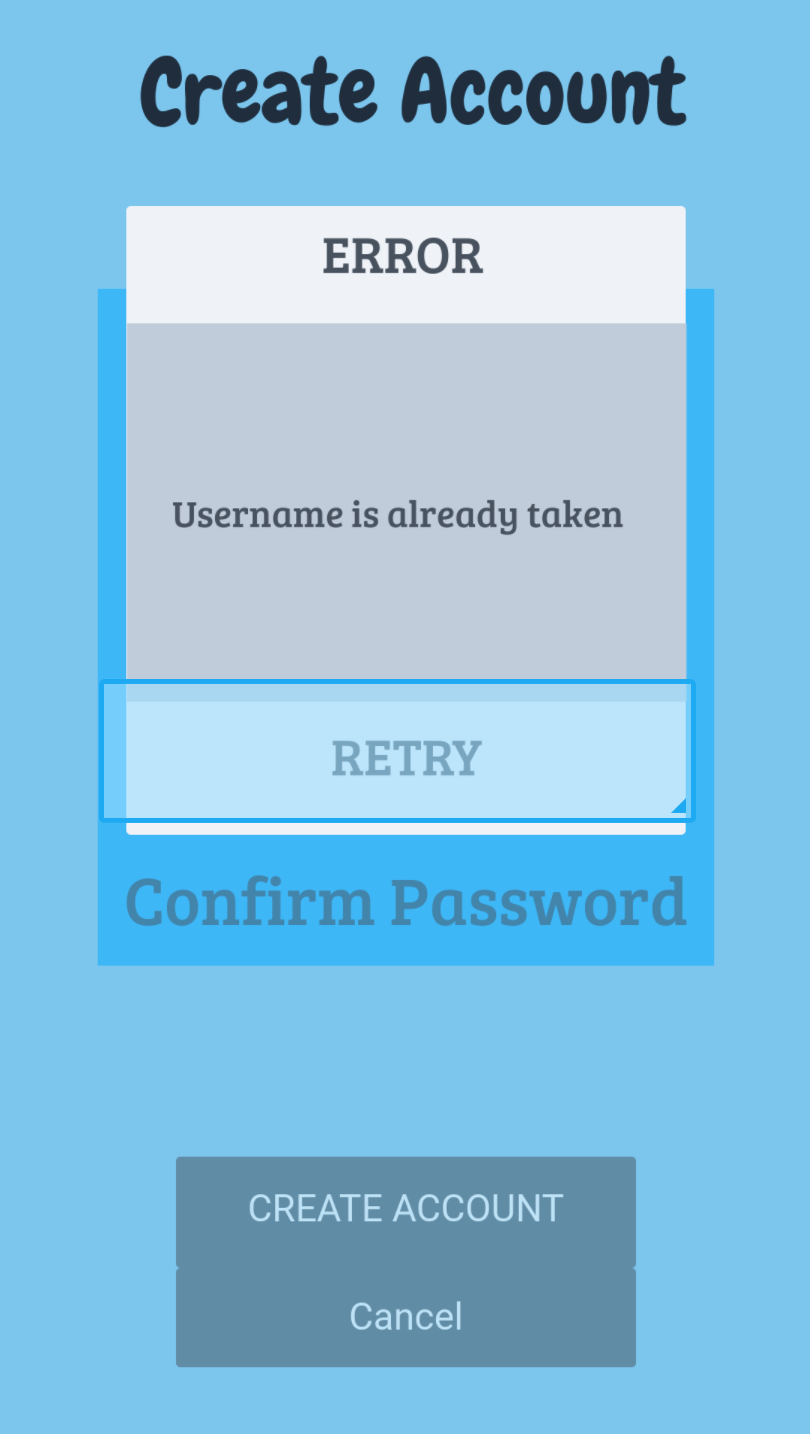 Create Account
ERROR
Username is already taken
RETRY
Confirm Password
CREATE ACCOUNT
Cancel